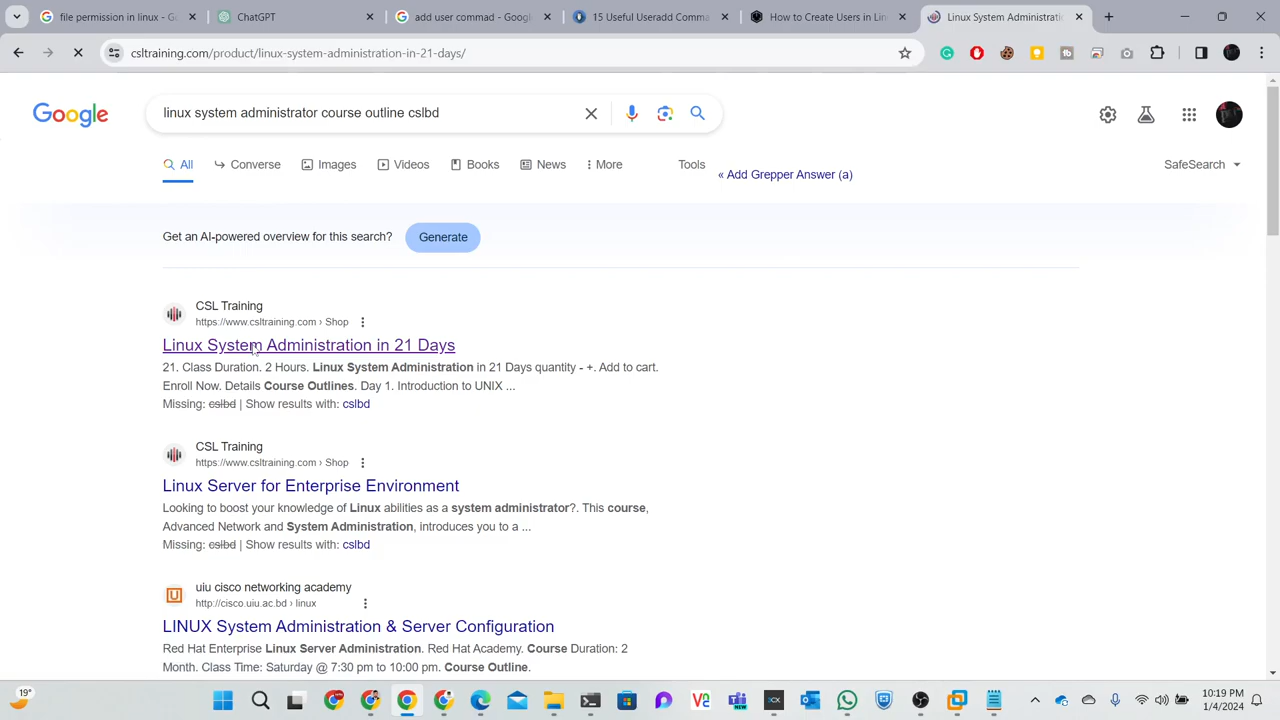 ChatGPT
add user command - Google
15 Useful Useradd Comma
How to Create Users in Lin
Linux System Administratio
csltraining.com/product/linux-system-administration-in-21-days/
Google
linux system administrator course outline cslbd
All
Converse
Images
Videos
Books
News
More
Tools
« Add Grepper Answer (a)
SafeSearch
Get an AI-powered overview for this search?
Generate
CSL Training
https://www.csltraining.com › Shop
Linux System Administration in 21 Days
21. Class Duration. 2 Hours. Linux System Administration in 21 Days quantity - +. Add to cart.
Enroll Now. Details Course Outlines. Day 1. Introduction to UNIX ...
Missing: cslbd | Show results with: cslbd
CSL Training
https://www.csltraining.com › Shop
Linux Server for Enterprise Environment
Looking to boost your knowledge of Linux abilities as a system administrator?. This course,
Advanced Network and System Administration, introduces you to a ...
Missing: cslbd | Show results with: cslbd
uiu cisco networking academy
http://cisco.uiu.ac.bd › linux
LINUX System Administration & Server Configuration
Red Hat Enterprise Linux Server Administration. Red Hat Academy. Course Duration: 2
Month. Class Time: Saturday @ 7:30 pm to 10:00 pm. Course Outline.
19°
10:19 PM
1/4/2024